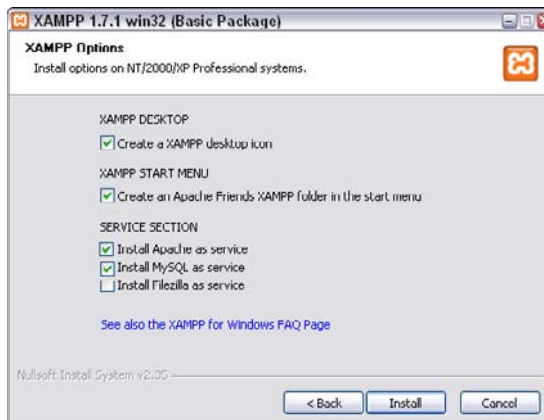 XAMPP 1.7.1 win32 (Basic Package)
XAMPP Options
Install options on NT/2000/XP Professional systems.
XAMPP DESKTOP
Create a XAMPP desktop icon
XAMPP START MENU
Create an Apache Friends XAMPP folder in the start menu
SERVICE SECTION
Install Apache as service
Install MySQL as service
Install Filezilla as service
See also the XAMPP for Windows FAQ Page
Nullsoft Install System v2.05
< Back
Install
Cancel